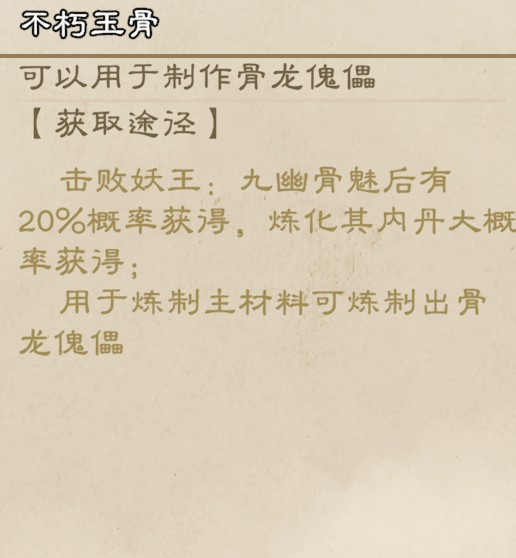 不朽玉骨
可以用于制作骨龙傀儡
【获取途径】
击败妖王：九幽骨魅后有
20%概率获得，炼化其内丹大概
率获得；
用于炼制主材料可炼制出骨
龙傀儡